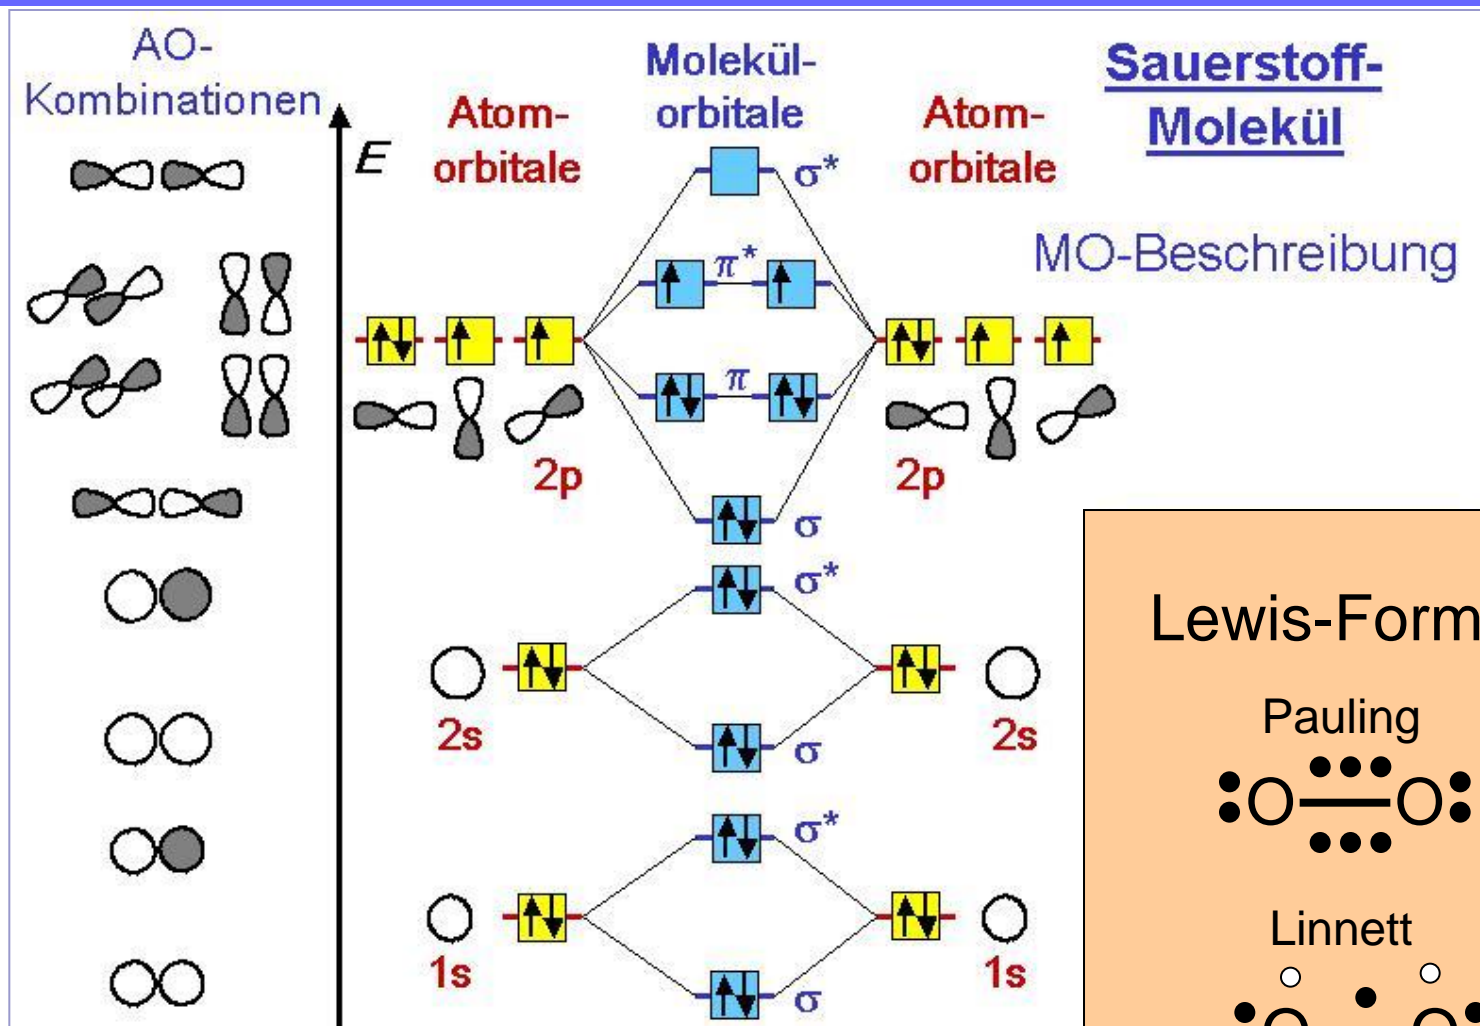 AO-
Kombinationen
E
Atom-
orbitale
Molekül-
orbitale
Atom-
orbitale
Sauerstoff-
Molekül
MO-Beschreibung
σ*
π*
π
2p
2p
σ
σ*
2s
2s
σ
σ*
1s
1s
σ
Lewis-Form
Pauling
O O
Linnett
O O